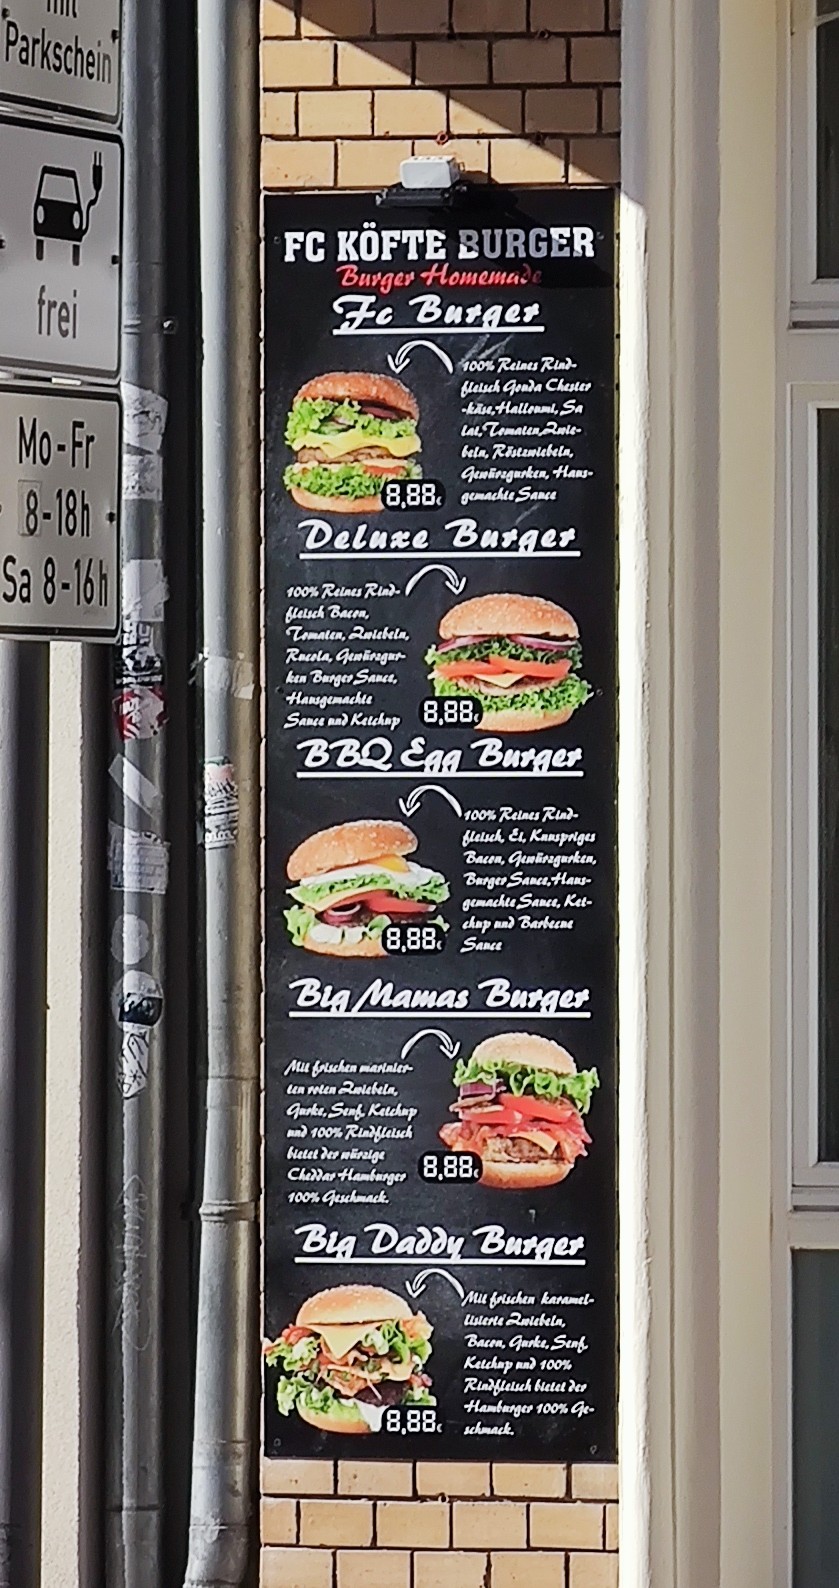 mit
Parkschein
frei
Mo-Fr
8-18h
Sa 8-16h
FC KÖFTE BURGER
Burger Homemade
Fc Burger
100% Reines Rind-
fleisch Gouda Chester
-käse, Halloumi, Sa
lat, Tomaten, Zwie-
beln, Röstzwiebeln,
Gewürzgurken, Haus-
gemachte Sauce
8,88€
Deluxe Burger
100% Reines Rind-
fleisch Bacon,
Tomaten, Zwiebeln,
Rucola, Gewürzgur-
ken Burger Sauce,
Hausgemachte
Sauce und Ketchup
8,88€
BBQ Egg Burger
100% Reines Rind-
fleisch, Ei, Knuspriges
Bacon, Gewürzgurken,
Burger Sauce, Haus-
gemachte Sauce, Ket-
chup und Barbecue
Sauce
8,88€
Big Mamas Burger
Mit frischen marinier-
ten roten Zwiebeln,
Gurke, Senf, Ketchup
und 100% Rindfleisch
bietet der würzige
Cheddar Hamburger
100% Geschmack.
8,88€
Big Daddy Burger
Mit frischen karamel-
lisierte Zwiebeln,
Bacon, Gurke, Senf,
Ketchup und 100%
Rindfleisch bietet der
Hamburger 100% Ge-
schmack.
8,88€